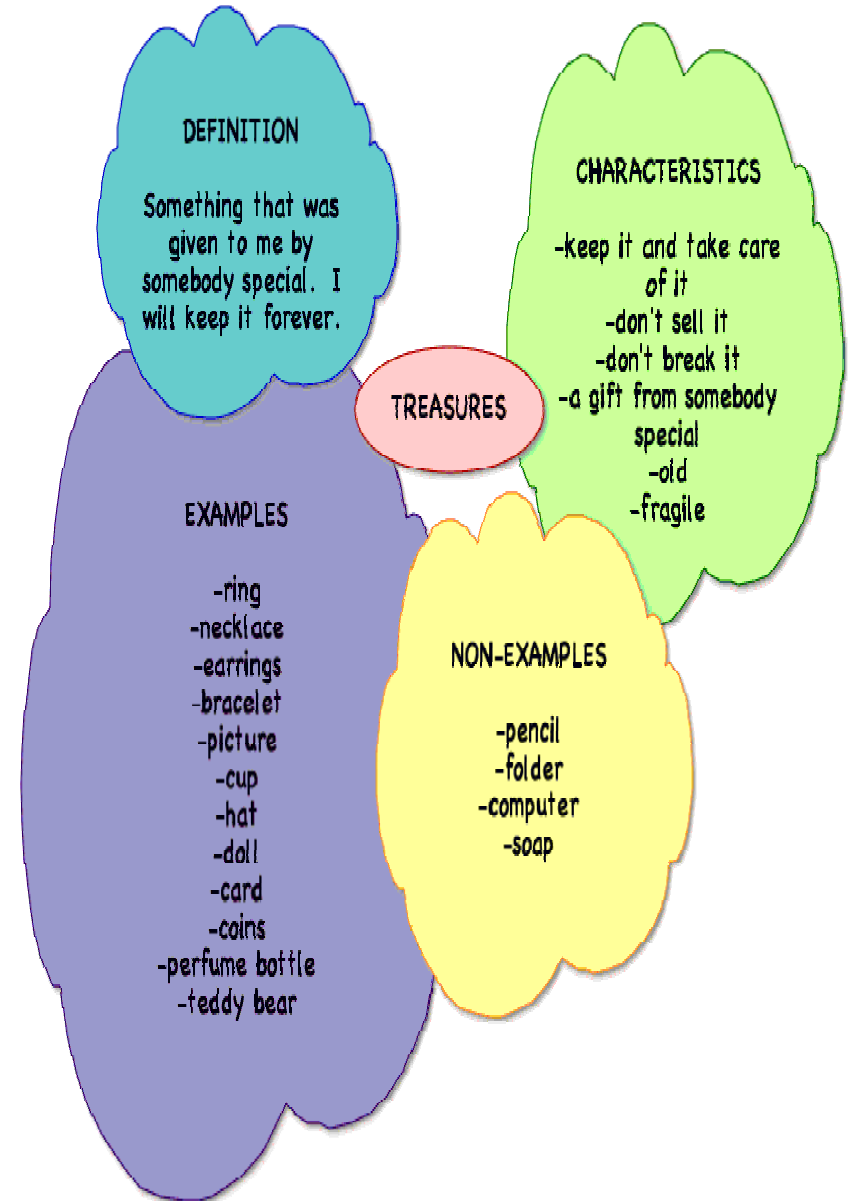 DEFINITION
Something that was
given to me by
somebody special. I
will keep it forever.
CHARACTERISTICS
-keep it and take care
of it
-don't sell it
-don't break it
-a gift from somebody
special
-old
-fragile
TREASURES
EXAMPLES
-ring
-necklace
-earrings
-bracelet
-picture
-cup
-hat
-doll
-card
-coins
-perfume bottle
-teddy bear
NON-EXAMPLES
-pencil
-folder
-computer
-soap